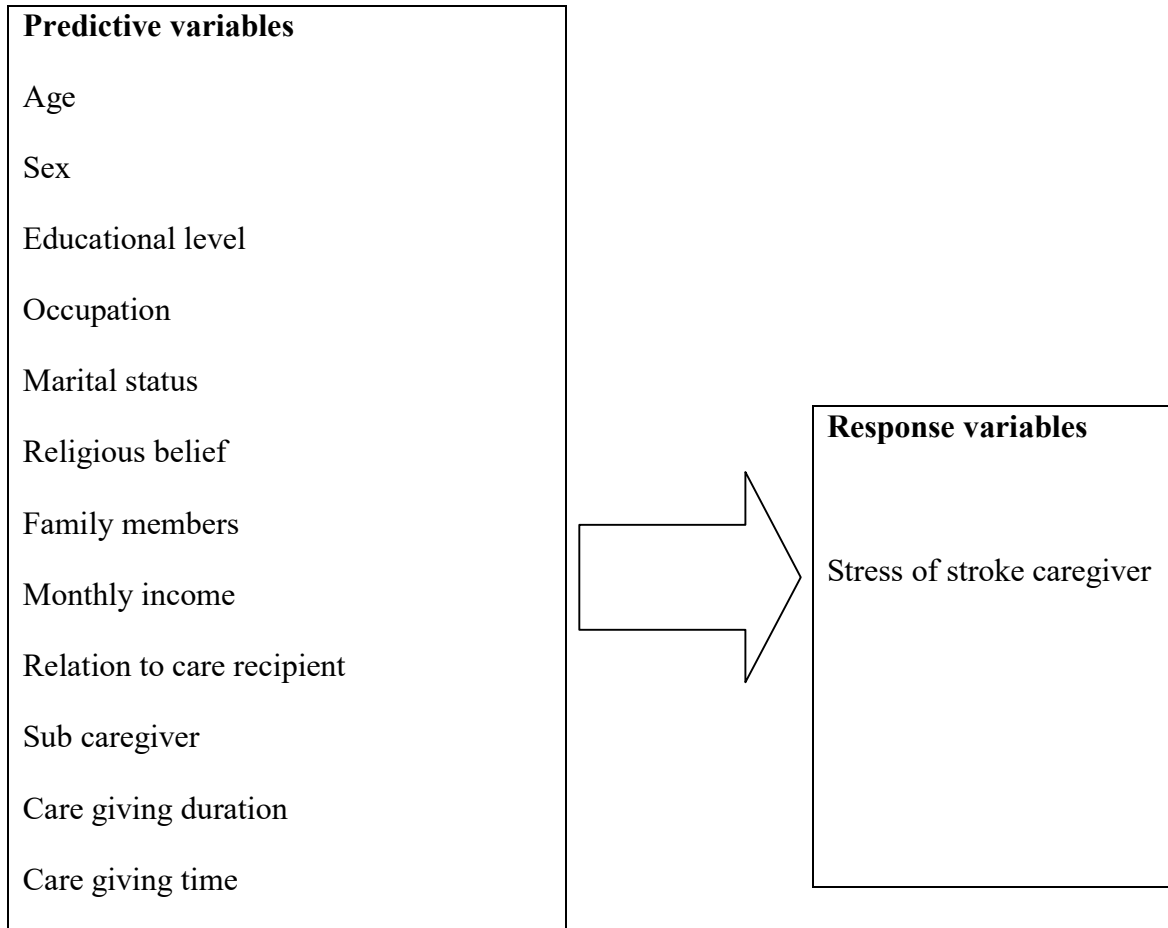 Predictive variables
Age
Sex
Educational level
Occupation
Marital status
Religious belief
Family members
Monthly income
Relation to care recipient
Sub caregiver
Care giving duration
Care giving time
Response variables
Stress of stroke caregiver